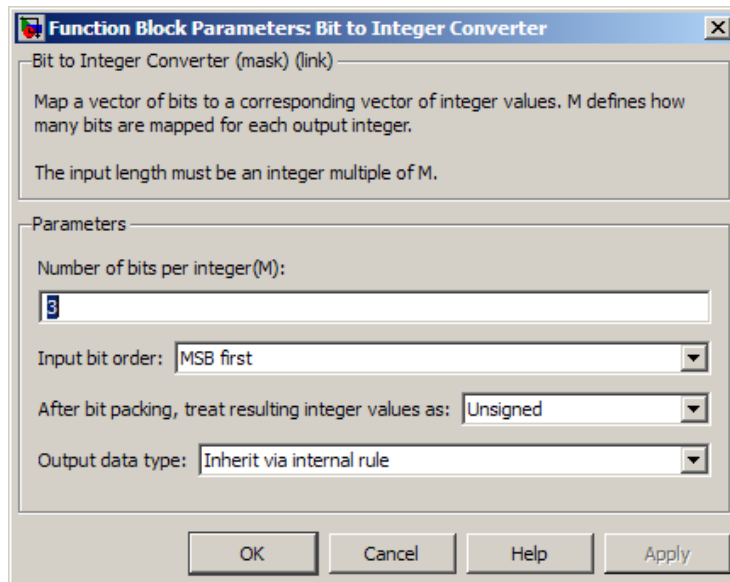 Function Block Parameters: Bit to Integer Converter
Bit to Integer Converter (mask) (link)
Map a vector of bits to a corresponding vector of integer values. M defines how
many bits are mapped for each output integer.
The input length must be an integer multiple of M.
Parameters
Number of bits per integer(M):
3
Input bit order: MSB first
After bit packing, treat resulting integer values as: Unsigned
Output data type: Inherit via internal rule
OK Cancel Help Apply